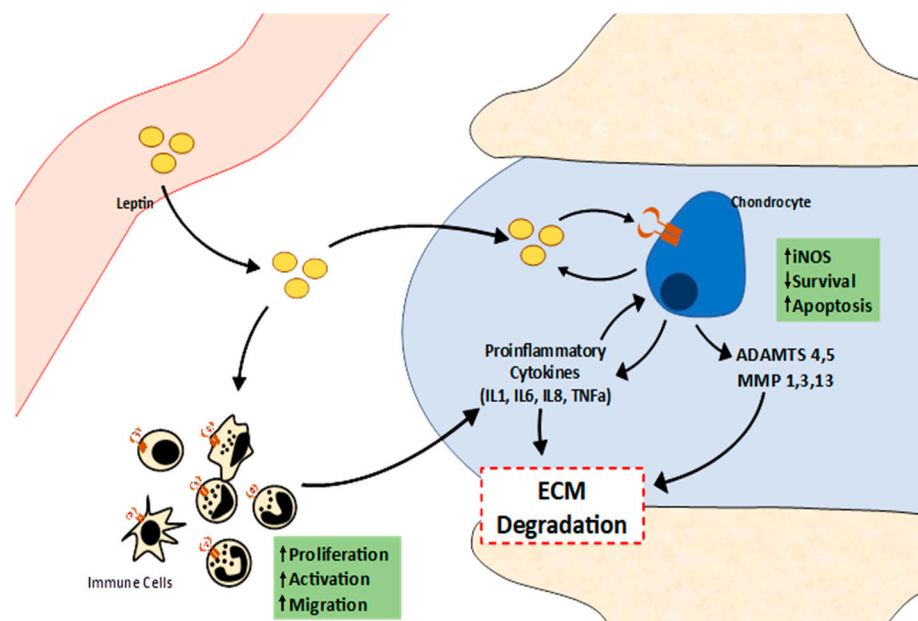 Leptin
Chondrocyte
↑iNOS
↓Survival
↑Apoptosis
Proinflammatory
Cytokines
(IL1, IL6, IL8, TNFa)
ADAMTS 4,5
MMP 1,3,13
ECM
Degradation
Immune Cells
↑Proliferation
↑Activation
↑Migration